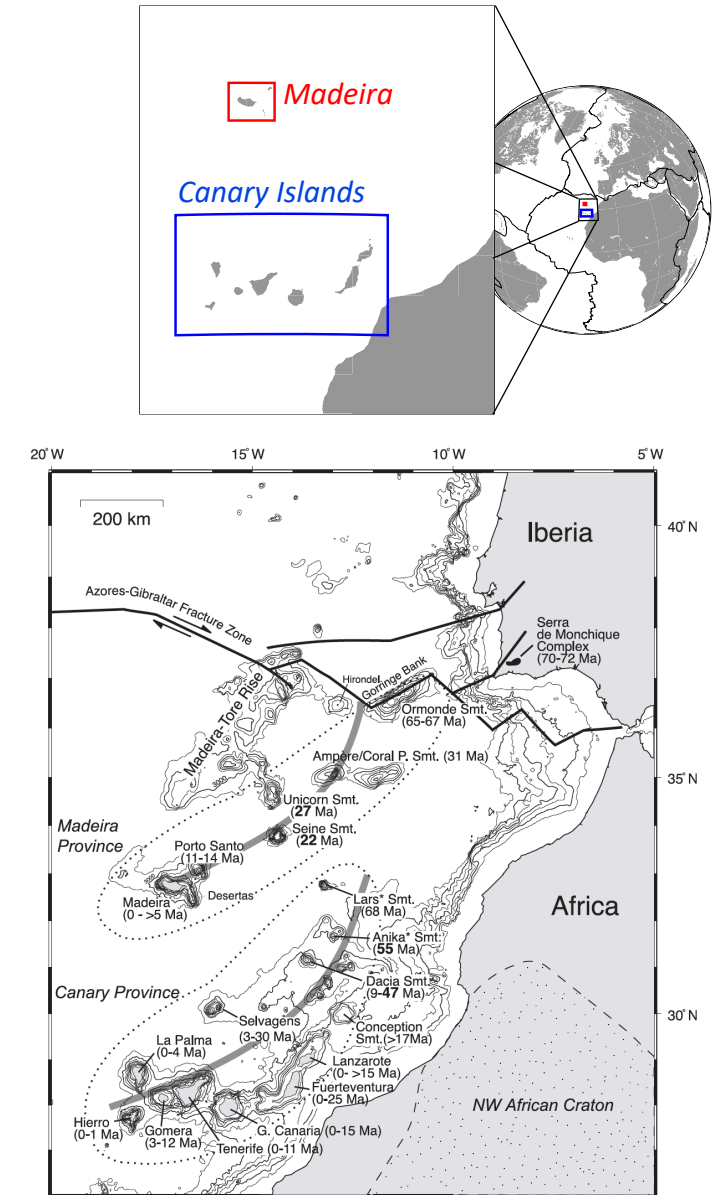 Madeira
Canary Islands
20°W
15°W
10°W
5°W
200 km
40°N
Iberia
Azores-Gibraltar Fracture Zone
Serra
de Monchique
Complex
(70-72 Ma)
Madeira-Tore Rise
Hirondel.
Gorringe Bank
Ormonde Smt.
(65-67 Ma)
3000
Ampère/Coral P. Smt. (31 Ma)
35°N
Unicorn Smt.
(27 Ma)
Seine Smt.
(22 Ma)
Madeira
Province
Porto Santo
(11-14 Ma)
Madeira
(0 - >5 Ma)
Desertas
Lars* Smt.
(68 Ma)
Africa
Anika* Smt.
(55 Ma)
Dacia Smt.
(9-47 Ma)
Canary Province
Selvagens
(3-30 Ma)
Conception
Smt.(>17Ma)
30°N
La Palma
(0-4 Ma)
Lanzarote
(0- >15 Ma)
Fuerteventura
(0-25 Ma)
NW African Craton
Hierro
(0-1 Ma)
Gomera
(3-12 Ma)
G. Canaria (0-15 Ma)
Tenerife (0-11 Ma)